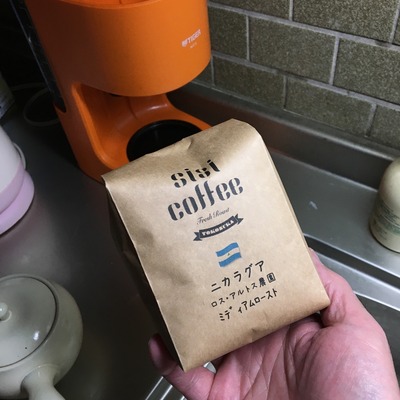 TIGER
sisi
coffee
Fresh Roast
YOKOHAMA
ニカラグア
ロス・アルトス農園
ミディアムロースト